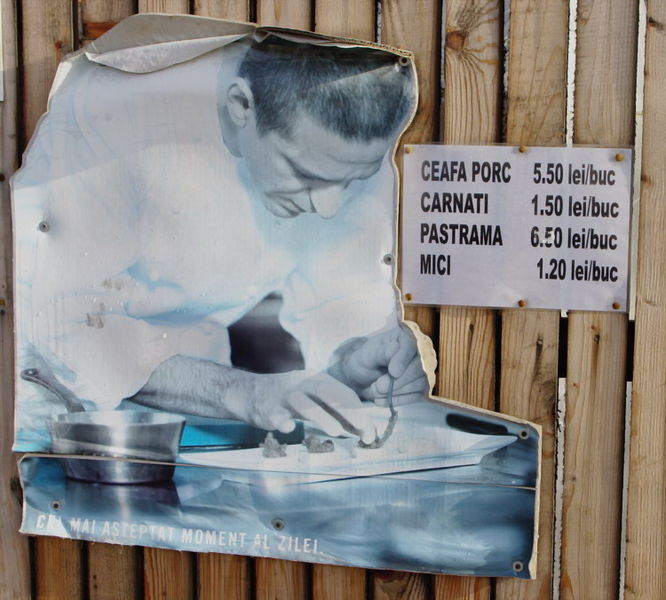 CEAFA PORC 5.50 lei/buc
CARNATI 1.50 lei/buc
PASTRAMA 6.50 lei/buc
MICI 1.20 lei/buc
CEL MAI ASTEPTAT MOMENT AL ZILEI